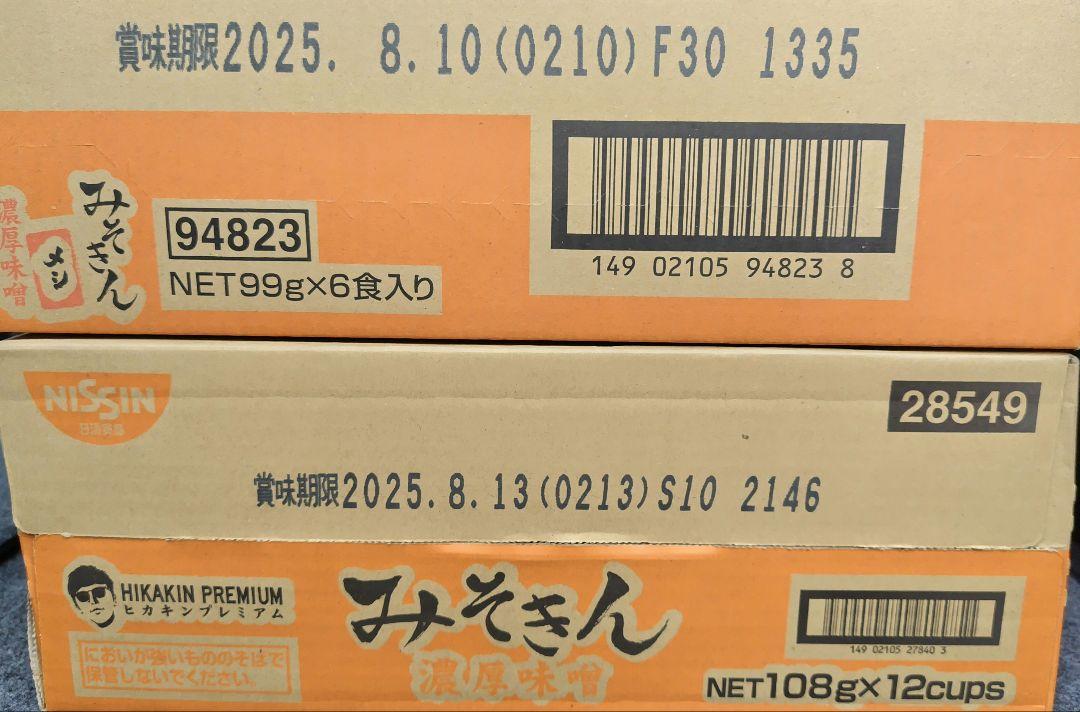 賞味期限2025. 8.10(0210)F30 1335
みそきん
メシ
濃厚味噌
94823
NET99g×6食入り
149 02105 94823 8
NISSIN
日清食品
28549
賞味期限2025.8.13(0213)S10 2146
HIKAKIN PREMIUM
ヒカキンプレミアム
みそきん
濃厚味噌
においが強いもののそばで
保管しないでください。
149 02105 27840 3
NET108g×12cups